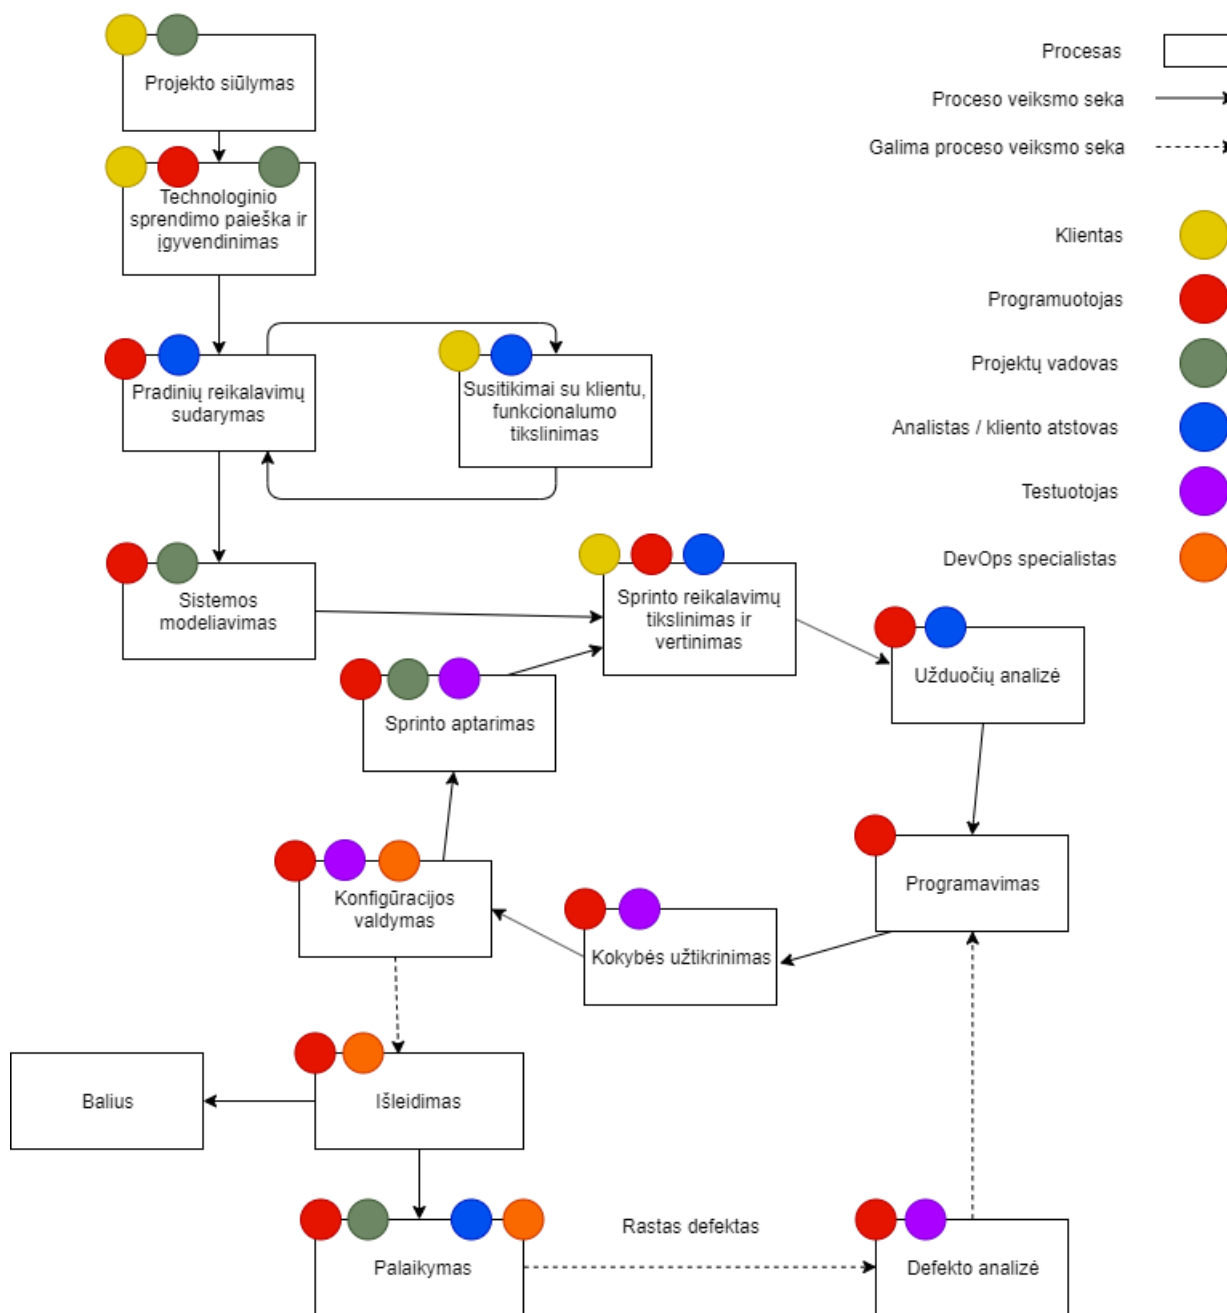 Projekto siūlymas
Procesas
Proceso veiksmo seka
Galima proceso veiksmo seka
Technologinio
sprendimo paieška ir
įgyvendinimas
Klientas
Programuotojas
Projektų vadovas
Analistas / kliento atstovas
Testuotojas
DevOps specialistas
Pradinių reikalavimų
sudarymas
Susitikimai su klientu,
funkcionalumo
tikslinimas
Sistemos
modeliavimas
Sprinto reikalavimų
tikslinimas ir
vertinimas
Užduočių analizė
Sprinto aptarimas
Programavimas
Konfigūracijos
valdymas
Kokybės užtikrinimas
Balius
Išleidimas
Palaikymas
Rastas defektas
Defekto analizė